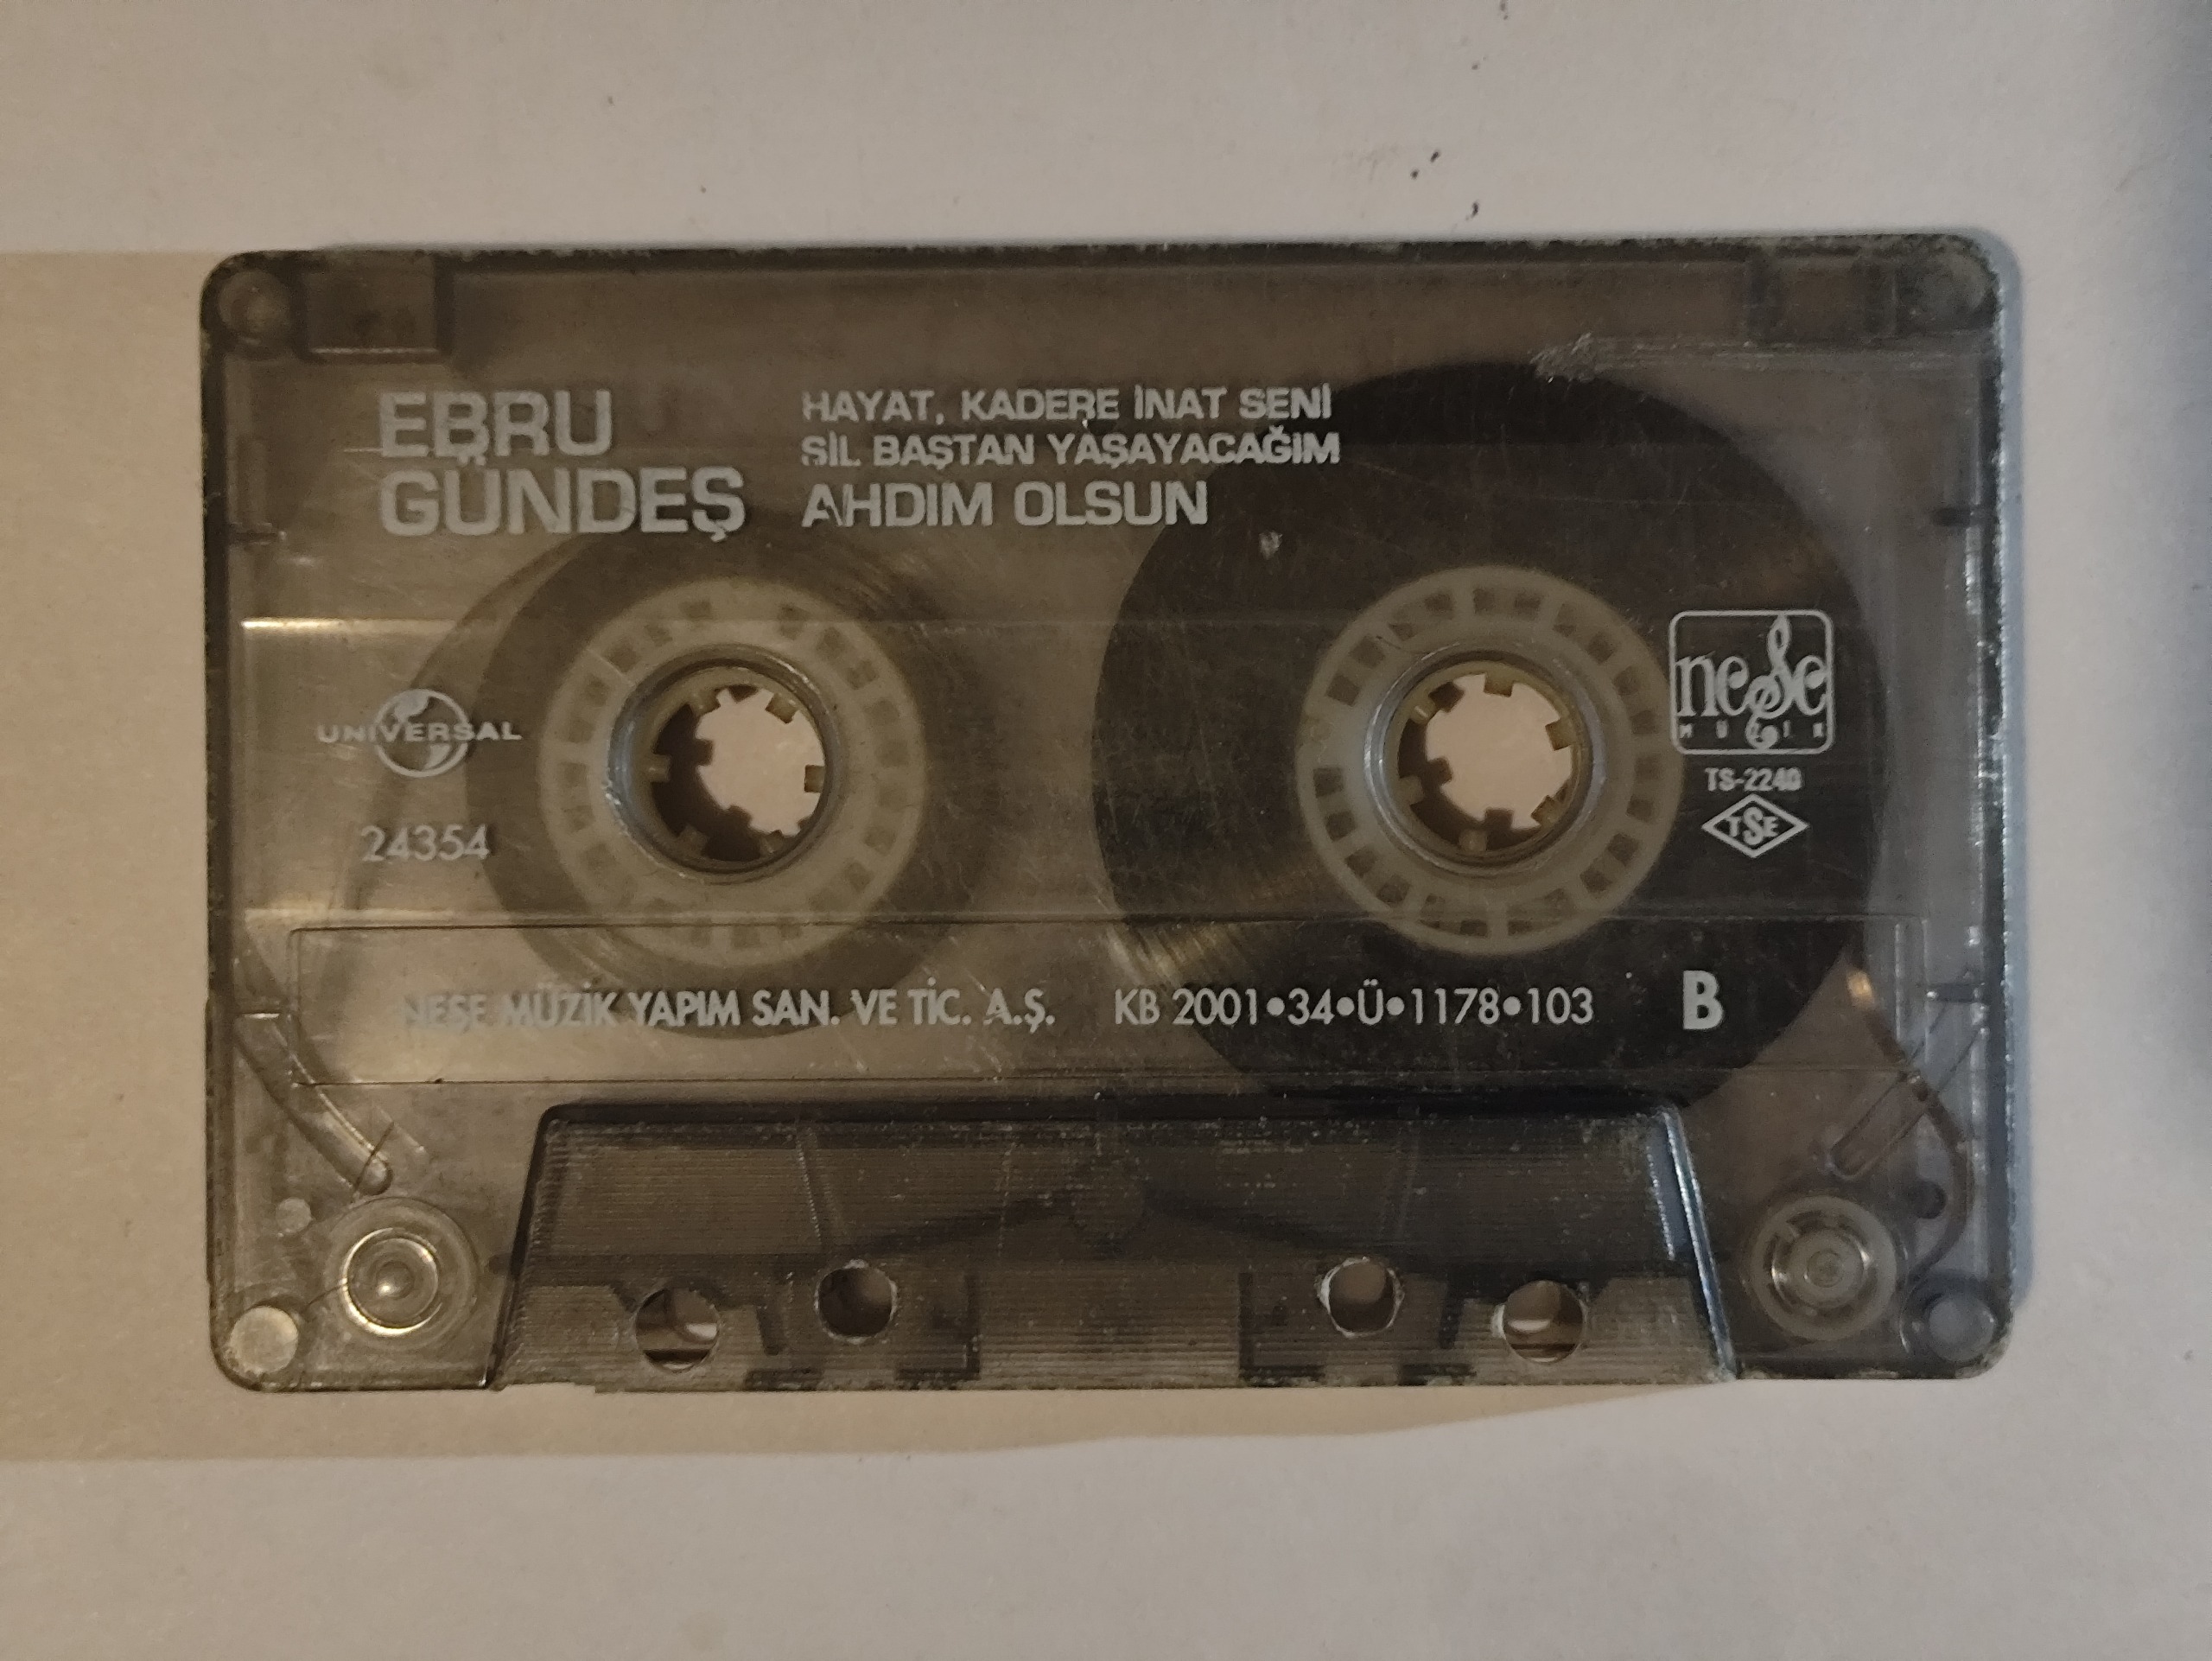 EBRU
GÜNDEŞ
HAYAT, KADERE İNAT SENİ
SİL BAŞTAN YAŞAYACAĞIM
AHDIM OLSUN
UNIVERSAL
24354
neşe
MÜZİK
TS-2240
TSE
NEŞE MÜZİK YAPIM SAN. VE TİC. A.Ş. KB 2001•34•Ü•1178•103 B